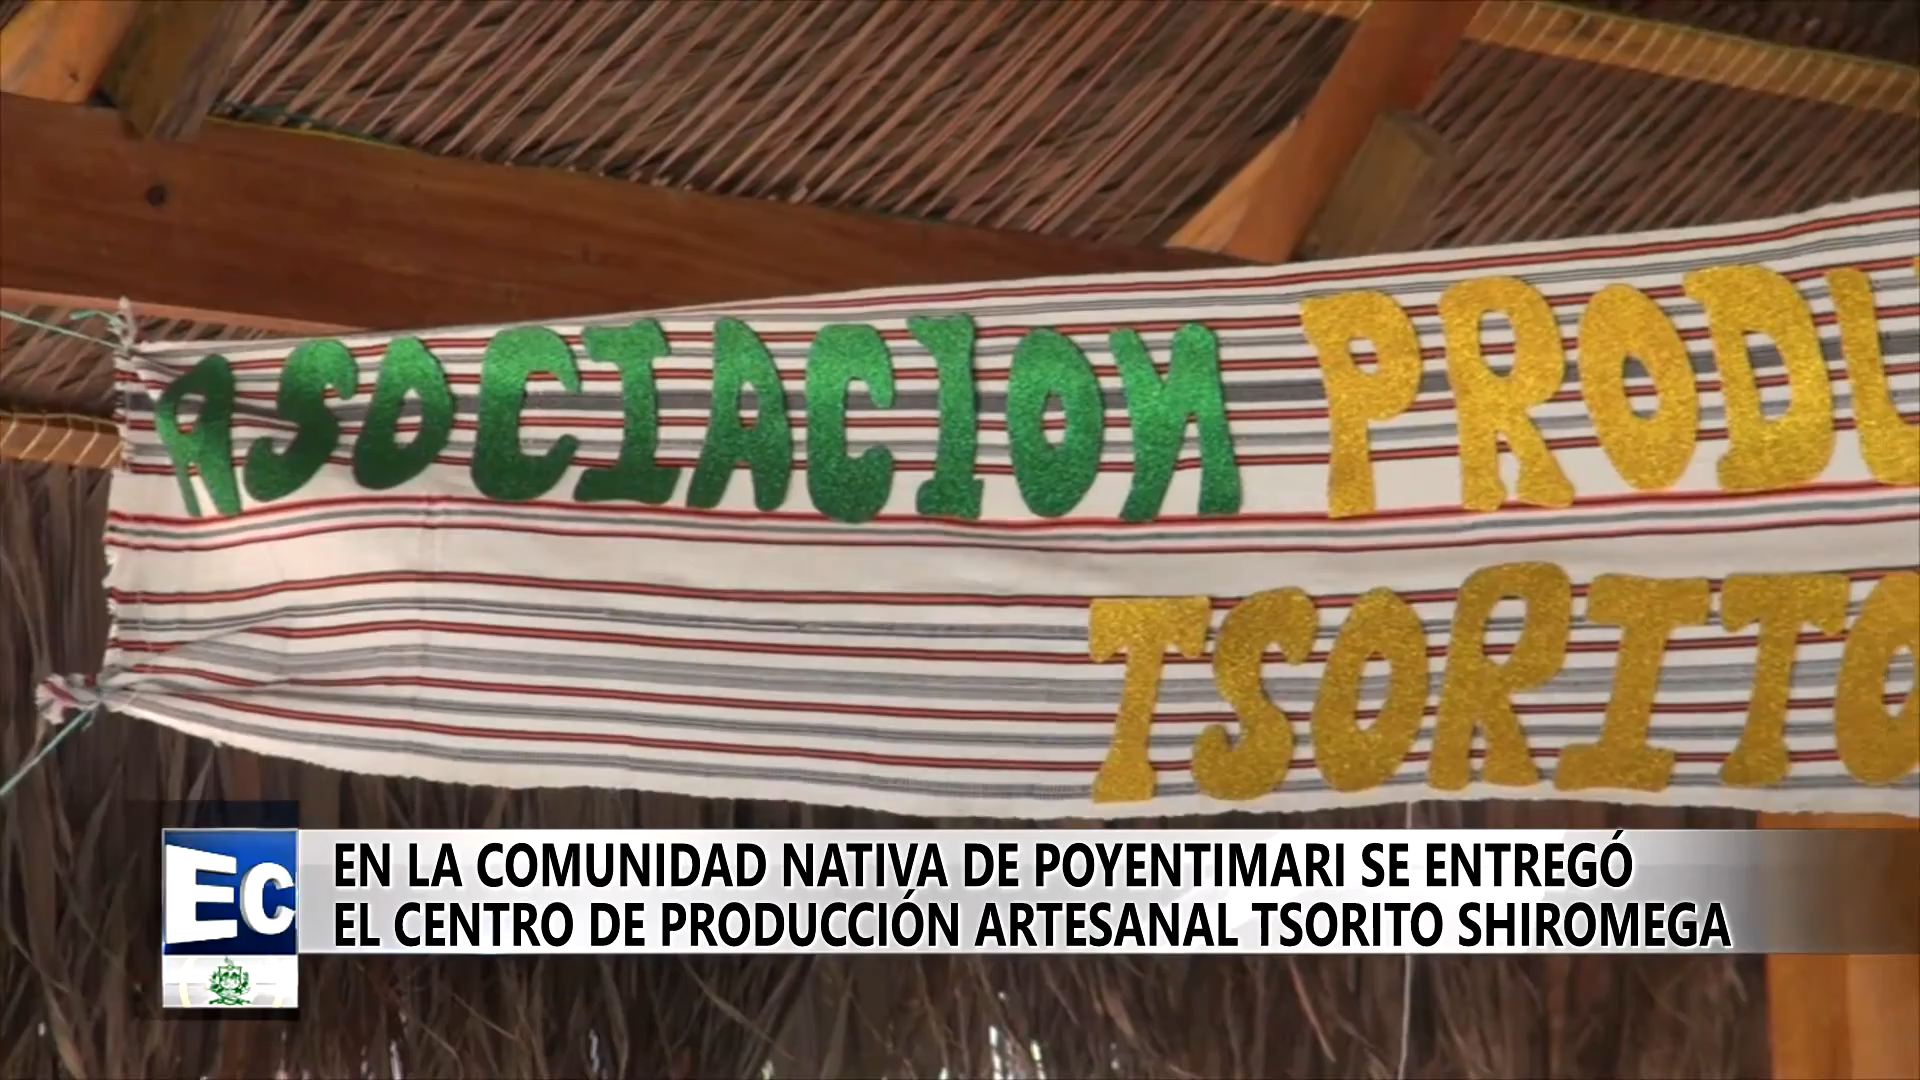 ASOCIACION PRODU
TSORITO
EC
EN LA COMUNIDAD NATIVA DE POYENTIMARI SE ENTREGÓ
EL CENTRO DE PRODUCCIÓN ARTESANAL TSORITO SHIROMEGA